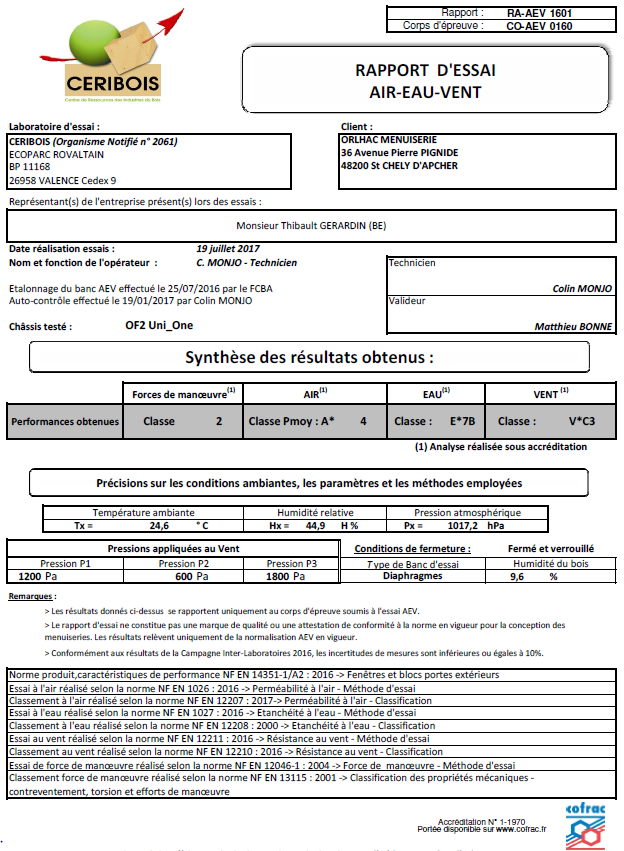 CERIBOIS
Centre de Ressources des Industries du Bois
Rapport : RA-AEV 1601
Corps d'épreuve : CO-AEV 0160
RAPPORT D'ESSAI
AIR-EAU-VENT
Laboratoire d'essai :
CERIBOIS (Organisme Notifié n° 2061)
ECOPARC ROVALTAIN
BP 11168
26958 VALENCE Cedex 9
Client :
ORLHAC MENUISERIE
36 Avenue Pierre PIGNIDE
48200 St CHELY D'APCHER
Représentant(s) de l'entreprise présent(s) lors des essais :
Monsieur Thibault GERARDIN (BE)
Date réalisation essais : 19 juillet 2017
Nom et fonction de l'opérateur : C. MONJO - Technicien
Etalonnage du banc AEV effectué le 25/07/2016 par le FCBA
Auto-contrôle effectué le 19/01/2017 par Colin MONJO
Technicien
Colin MONJO
Valideur
Matthieu BONNE
Châssis testé : OF2 Uni_One
Synthèse des résultats obtenus :
Forces de manœuvre(1) AIR(1) EAU(1) VENT (1)
Performances obtenues Classe 2 Classe Pmoy : A* 4 Classe : E*7B Classe : V*C3
(1) Analyse réalisée sous accréditation
Précisions sur les conditions ambiantes, les paramètres et les méthodes employées
Température ambiante Humidité relative Pression atmosphérique
Tx = 24,6 ° C Hx = 44,9 H % Px = 1017,2 hPa
Pressions appliquées au Vent
Pression P1 Pression P2 Pression P3
1200 Pa 600 Pa 1800 Pa
Conditions de fermeture : Fermé et verrouillé
Type de Banc d'essai Humidité du bois
Diaphragmes 9,6 %
Remarques :
> Les résultats donnés ci-dessus se rapportent uniquement au corps d'épreuve soumis à l'essai AEV.
> Le rapport d'essai ne constitue pas une marque de qualité ou une attestation de conformité à la norme en vigueur pour la conception des
menuiseries. Les résultats relèvent uniquement de la normalisation AEV en vigueur.
> Conformément aux résultats de la Campagne Inter-Laboratoires 2016, les incertitudes de mesures sont inférieures ou égales à 10%.
Norme produit,caractéristiques de performance NF EN 14351-1/A2 : 2016 -> Fenêtres et blocs portes extérieurs
Essai à l'air réalisé selon la norme NF EN 1026 : 2016 -> Perméabilité à l'air - Méthode d'essai
Classement à l'air réalisé selon la norme NF EN 12207 : 2017-> Perméabilité à l'air - Classification
Essai à l'eau réalisé selon la norme NF EN 1027 : 2016 -> Etanchéité à l'eau - Méthode d'essai
Classement à l'eau réalisé selon la norme NF EN 12208 : 2000 -> Etanchéité à l'eau - Classification
Essai au vent réalisé selon la norme NF EN 12211 : 2016 -> Résistance au vent - Méthode d'essai
Classement au vent réalisé selon la norme NF EN 12210 : 2016 -> Résistance au vent - Classification
Essai de force de manœuvre réalisé selon la norme NF EN 12046-1 : 2004 -> Force de manœuvre - Méthode d'essai
Classement force de manœuvre réalisé selon la norme NF EN 13115 : 2001 -> Classification des propriétés mécaniques -
contreventement, torsion et efforts de manœuvre
cofrac
Accréditation N° 1-1970
Portée disponible sur www.cofrac.fr